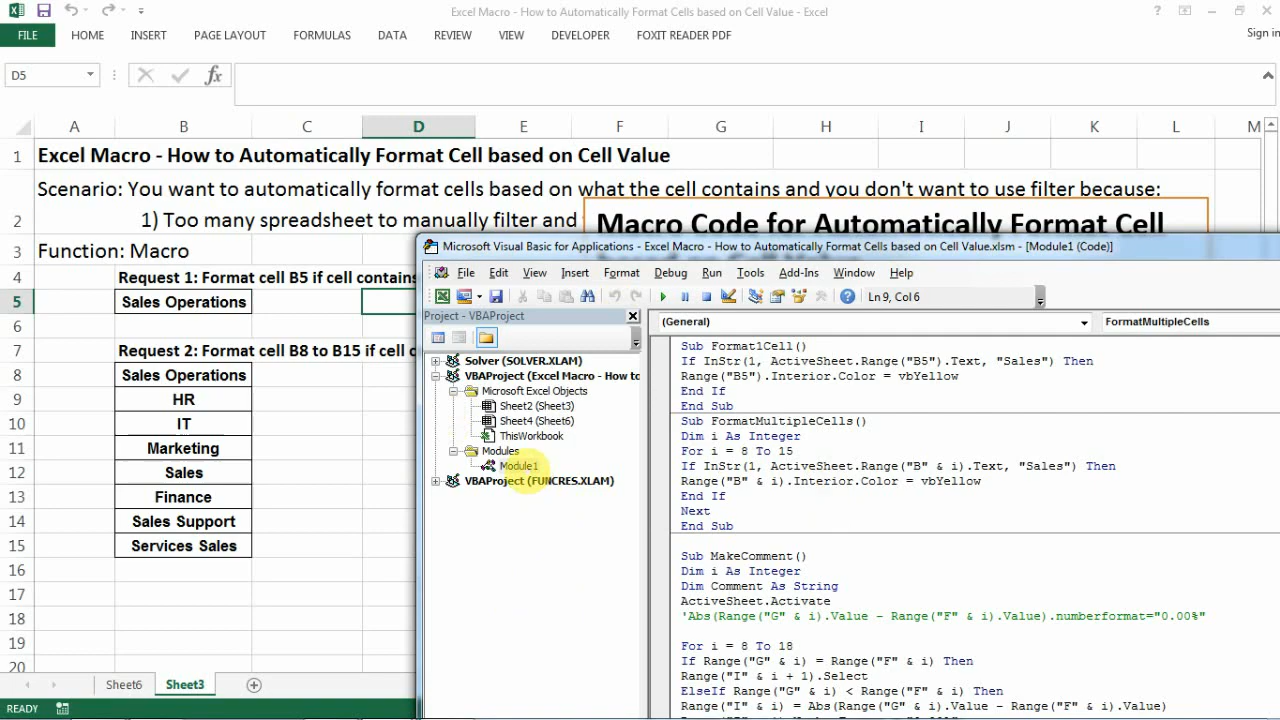 Excel Macro - How to Automatically Format Cells based on Cell Value - Excel
FILE HOME INSERT PAGE LAYOUT FORMULAS DATA REVIEW VIEW DEVELOPER FOXIT READER PDF Sign in
D5 fx
A B C D E F G H I J K L M
1 Excel Macro - How to Automatically Format Cell based on Cell Value
2 Scenario: You want to automatically format cells based on what the cell contains and you don't want to use filter because:
1) Too many spreadsheet to manually filter and
Macro Code for Automatically Format Cell
3 Function: Macro
4 Request 1: Format cell B5 if cell contains
5 Sales Operations
6
7 Request 2: Format cell B8 to B15 if cell
8 Sales Operations
9 HR
10 IT
11 Marketing
12 Sales
13 Finance
14 Sales Support
15 Services Sales
16
17
18
19
20
Sheet6 Sheet3
READY
Microsoft Visual Basic for Applications - Excel Macro - How to Automatically Format Cells based on Cell Value.xlsm - [Module1 (Code)]
File Edit View Insert Format Debug Run Tools Add-Ins Window Help
Ln 9, Col 6
Project - VBAProject
Solver (SOLVER.XLAM)
VBAProject (Excel Macro - How to
Microsoft Excel Objects
Sheet2 (Sheet3)
Sheet4 (Sheet6)
ThisWorkbook
Modules
Module1
VBAProject (FUNCRES.XLAM)
(General) FormatMultipleCells
Sub Format1Cell()
If InStr(1, ActiveSheet.Range("B5").Text, "Sales") Then
Range("B5").Interior.Color = vbYellow
End If
End Sub
Sub FormatMultipleCells()
Dim i As Integer
For i = 8 To 15
If InStr(1, ActiveSheet.Range("B" & i).Text, "Sales") Then
Range("B" & i).Interior.Color = vbYellow
End If
Next
End Sub
Sub MakeComment()
Dim i As Integer
Dim Comment As String
ActiveSheet.Activate
'Abs(Range("G" & i).Value - Range("F" & i).Value).numberformat="0.00%"
For i = 8 To 18
If Range("G" & i) = Range("F" & i) Then
Range("I" & i + 1).Select
ElseIf Range("G" & i) < Range("F" & i) Then
Range("I" & i) = Abs(Range("G" & i).Value - Range("F" & i).Value)